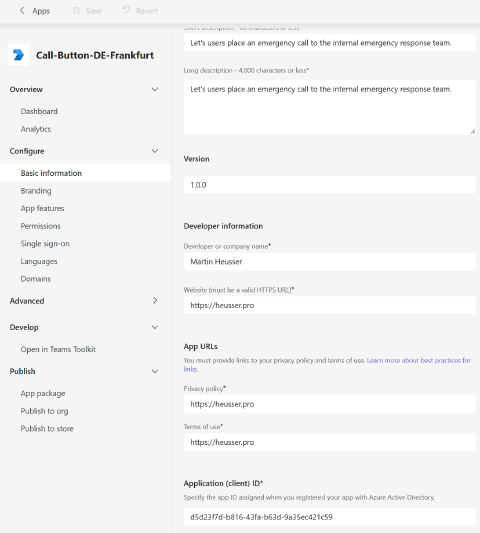 Apps
Save
Revert
Call-Button-DE-Frankfurt
Overview
Dashboard
Analytics
Configure
Basic information
Branding
App features
Permissions
Single sign-on
Languages
Domains
Advanced
Develop
Open in Teams Toolkit
Publish
App package
Publish to org
Publish to store
Short description - 80 characters or less*
Let's users place an emergency call to the internal emergency response team.
Long description - 4,000 characters or less*
Let's users place an emergency call to the internal emergency response team.
Version
1.0.0
Developer information
Developer or company name*
Martin Heusser
Website (must be a valid HTTPS URL)*
https://heusser.pro
App URLs
You must provide links to your privacy policy and terms of use. Learn more about best practices for
links.
Privacy policy*
https://heusser.pro
Terms of use*
https://heusser.pro
Application (client) ID*
Specify the app ID assigned when you registered your app with Azure Active Directory.
d5d23f7d-b816-43fa-b63d-9a35ec421c59